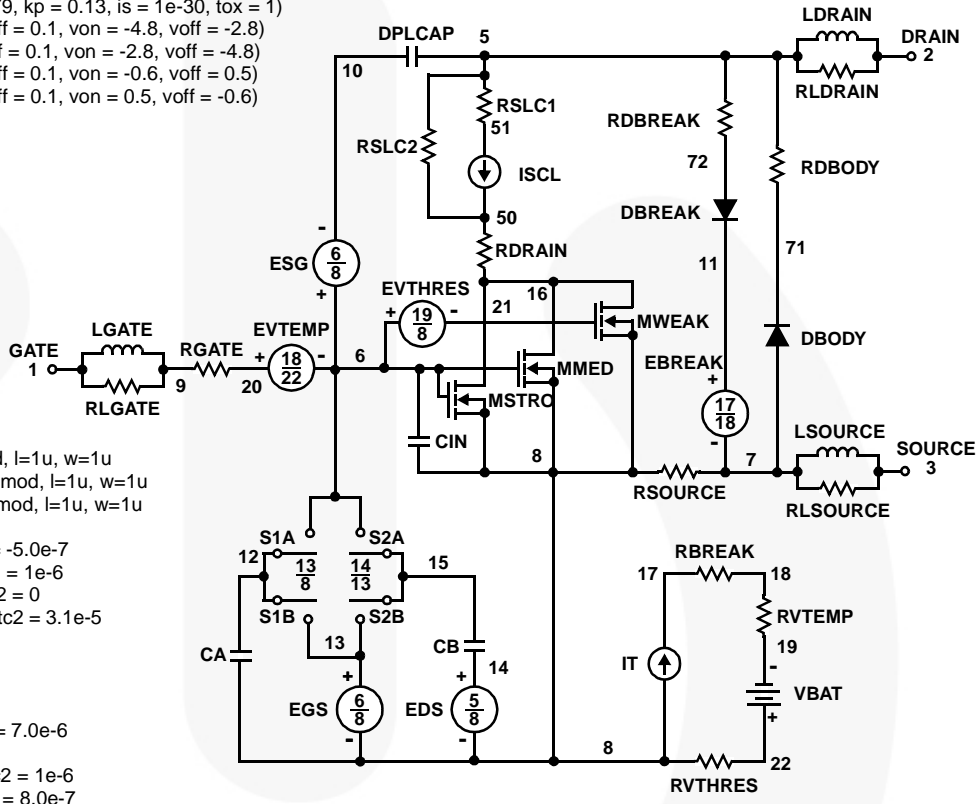 9, kp = 0.13, is = 1e-30, tox = 1)
ff = 0.1, von = -4.8, voff = -2.8)
f = 0.1, von = -2.8, voff = -4.8)
ff = 0.1, von = -0.6, voff = 0.5)
ff = 0.1, von = 0.5, voff = -0.6)
DPLCAP
5
10
LDRAIN
DRAIN
2
RLDRAIN
RSLC1
51
RSLC2
ISCL
50
RDBREAK
72
RDBODY
DBREAK
71
11
-
ESG
6
8
+
RDRAIN
EVTHRES
+
19
8
-
16
21
MWEAK
LGATE
GATE
1
RLGATE
9
RGATE
20
EVTEMP
+
18
22
-
6
MMED
MSTRO
EBREAK
+
17
18
-
DBODY
CIN
8
RSOURCE
7
LSOURCE
SOURCE
3
RLSOURCE
, l=1u, w=1u
mod, l=1u, w=1u
mod, l=1u, w=1u
= -5.0e-7
= 1e-6
2 = 0
tc2 = 3.1e-5
= 7.0e-6
c2 = 1e-6
= 8.0e-7
S1A
S2A
12
13
8
14
13
15
S1B
S2B
13
CA
CB
14
+
EGS
6
8
-
+
EDS
5
8
-
8
RBREAK
17
18
RVTEMP
19
IT
-
VBAT
+
RVTHRES
22